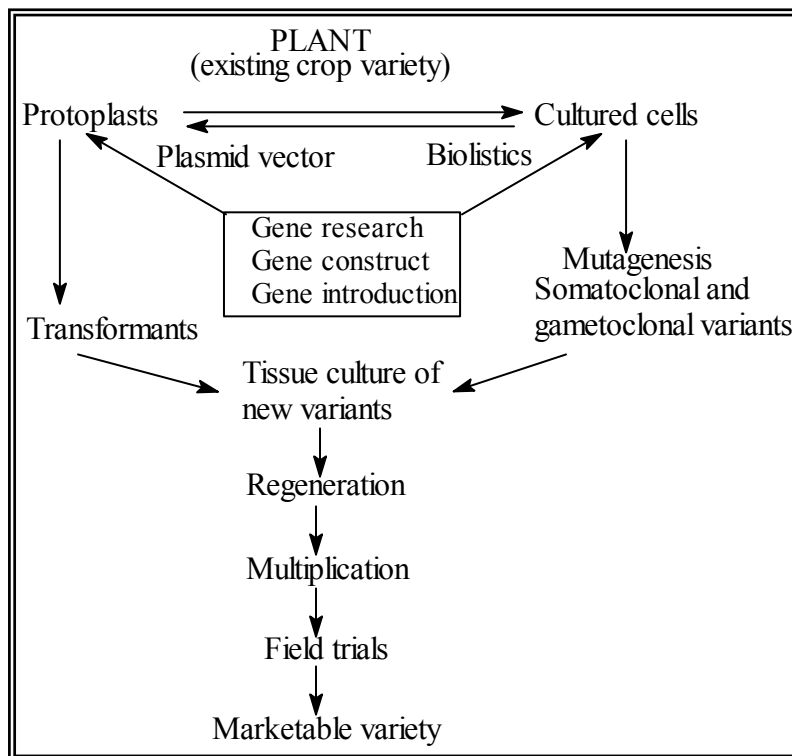 PLANT
(existing crop variety)
Protoplasts
Cultured cells
Plasmid vector
Biolistics
Gene research
Gene construct
Gene introduction
Mutagenesis
Somatoclonal and
gametoclonal variants
Transformants
Tissue culture of
new variants
Regeneration
Multiplication
Field trials
Marketable variety